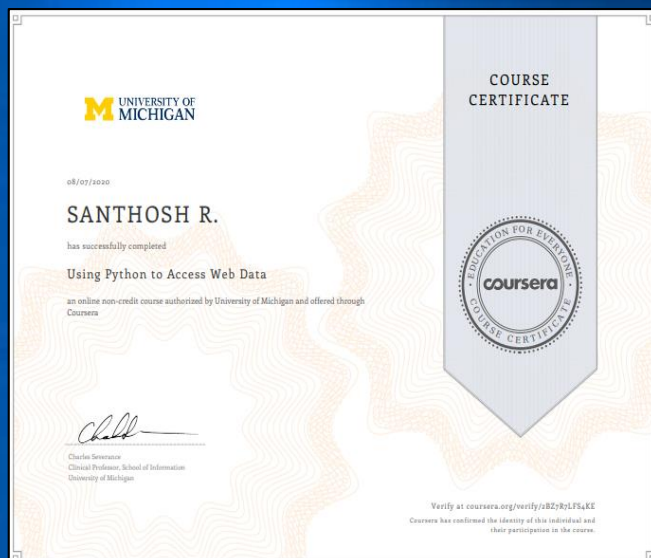 COURSE
CERTIFICATE
M UNIVERSITY OF
MICHIGAN
08/07/2020
SANTHOSH R.
has successfully completed
Using Python to Access Web Data
an online non-credit course authorized by University of Michigan and offered through
Coursera
EDUCATION FOR EVERYONE
coursera
COURSE CERTIFICATE
Charles Severance
Clinical Professor, School of Information
University of Michigan
Verify at coursera.org/verify/2BZ7R7LFS4KE
Coursera has confirmed the identity of this individual and
their participation in the course.